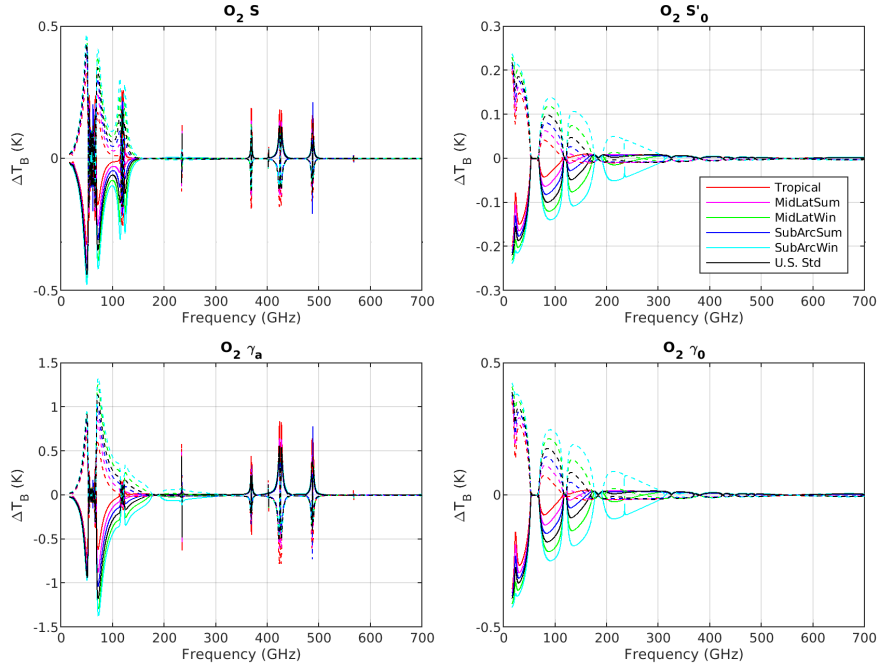 O2 S
ΔTB (K)
0.5
0
-0.5
0 100 200 300 400 500 600 700
Frequency (GHz)
O2 S'0
ΔTB (K)
0.3
0.2
0.1
0
-0.1
-0.2
-0.3
0 100 200 300 400 500 600 700
Frequency (GHz)
Tropical
MidLatSum
MidLatWin
SubArcSum
SubArcWin
U.S. Std
O2 γa
ΔTB (K)
1.5
1
0.5
0
-0.5
-1
1.5
0 100 200 300 400 500 600 700
Frequency (GHz)
O2 γ0
ΔTB (K)
0.5
0
-0.5
0 100 200 300 400 500 600 700
Frequency (GHz)